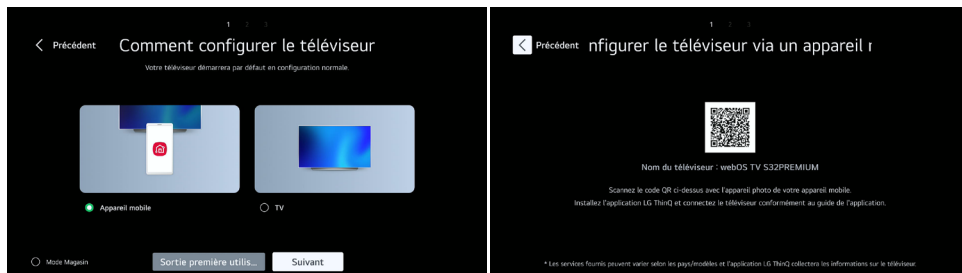 1 2 3
Précédent
Comment configurer le téléviseur
Votre téléviseur démarrera par défaut en configuration normale.
Appareil mobile
TV
Mode Magasin
Sortie première utilis...
Suivant
1 2 3
Précédent
nfigurer le téléviseur via un appareil
Nom du téléviseur : webOS TV S32PREMIUM
Scannez le code QR ci-dessus avec l'appareil photo de votre appareil mobile.
Installez l'application LG ThinQ et connectez le téléviseur conformément au guide de l'application.
* Les services fournis peuvent varier selon les pays/modèles et l'application LG ThinQ collectera les informations sur le téléviseur.